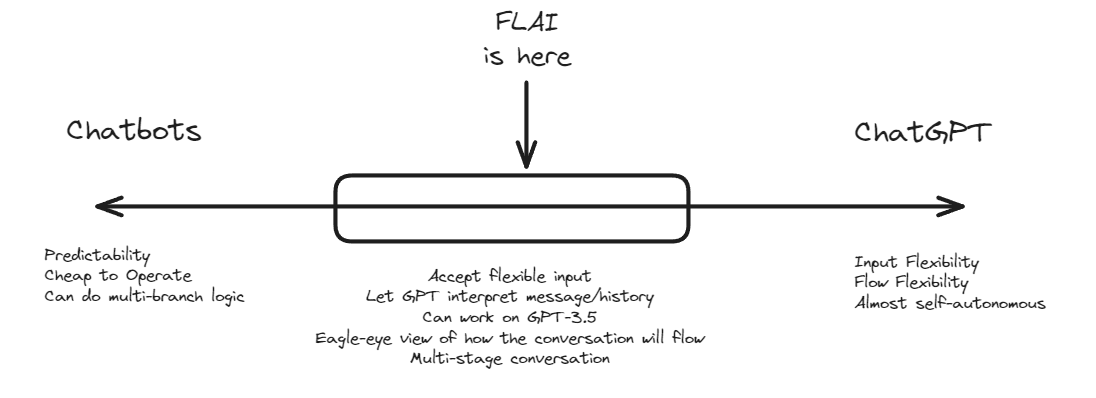 FLAI
is here
Chatbots
ChatGPT
Predictability
Cheap to Operate
Can do multi-branch logic
Accept flexible input
Let GPT interpret message/history
Can work on GPT-3.5
Eagle-eye view of how the conversation will flow
Multi-stage conversation
Input Flexibility
Flow Flexibility
Almost self-autonomous